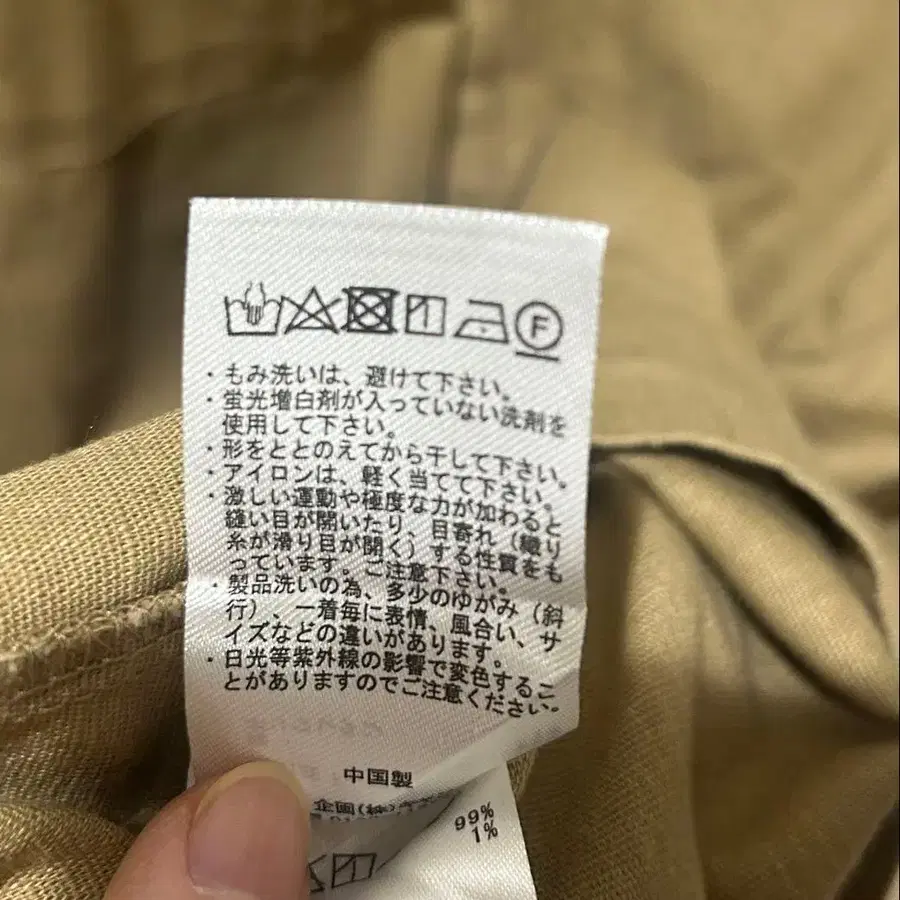 F
・もみ洗いは、避けて下さい。
・蛍光増白剤が入っていない洗剤を
使用して下さい。
・形をととのえてから干して下さい。
・アイロンは、軽く当てて下さい。
・激しい運動や極度な力が加わると
縫い目が開いたり、目寄れ（織り
糸が滑り目が開く）する性質をも
っています。ご注意下さい。
・製品洗いの為、多少のゆがみ（斜
行）、一着毎に表情、風合い、サ
イズなどの違いがあります。
・日光等紫外線の影響で変色するこ
とがありますのでご注意ください。
中国製
企画(株)
99%
1%